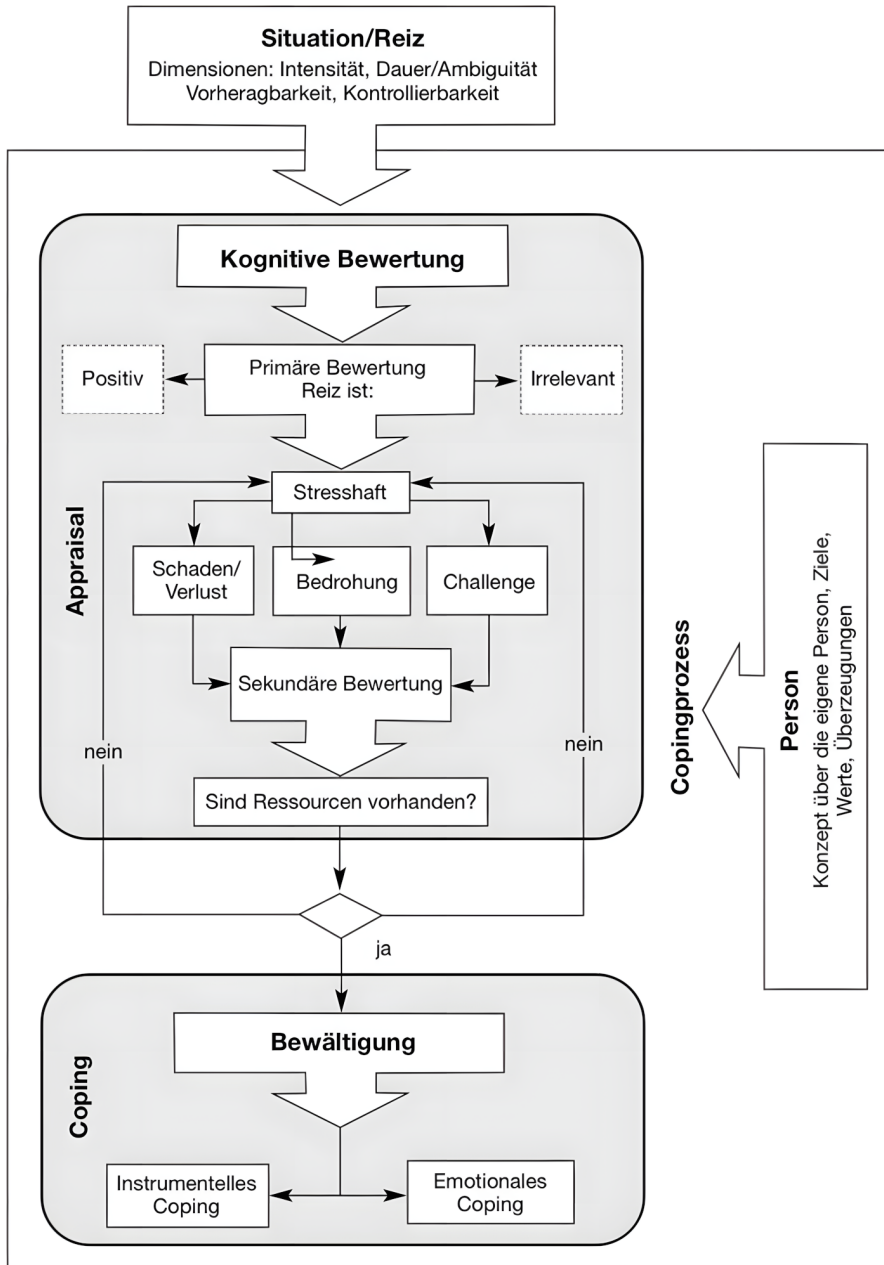 Situation/Reiz
Dimensionen: Intensität, Dauer/Ambiguität
Vorheragbarkeit, Kontrollierbarkeit
Kognitive Bewertung
Positiv
Primäre Bewertung
Reiz ist:
Irrelevant
Stresshaft
Schaden/
Verlust
Bedrohung
Challenge
Appraisal
Sekundäre Bewertung
nein
nein
Sind Ressourcen vorhanden?
ja
Copingprozess
Person
Konzept über die eigene Person, Ziele,
Werte, Überzeugungen
Bewältigung
Coping
Instrumentelles
Coping
Emotionales
Coping